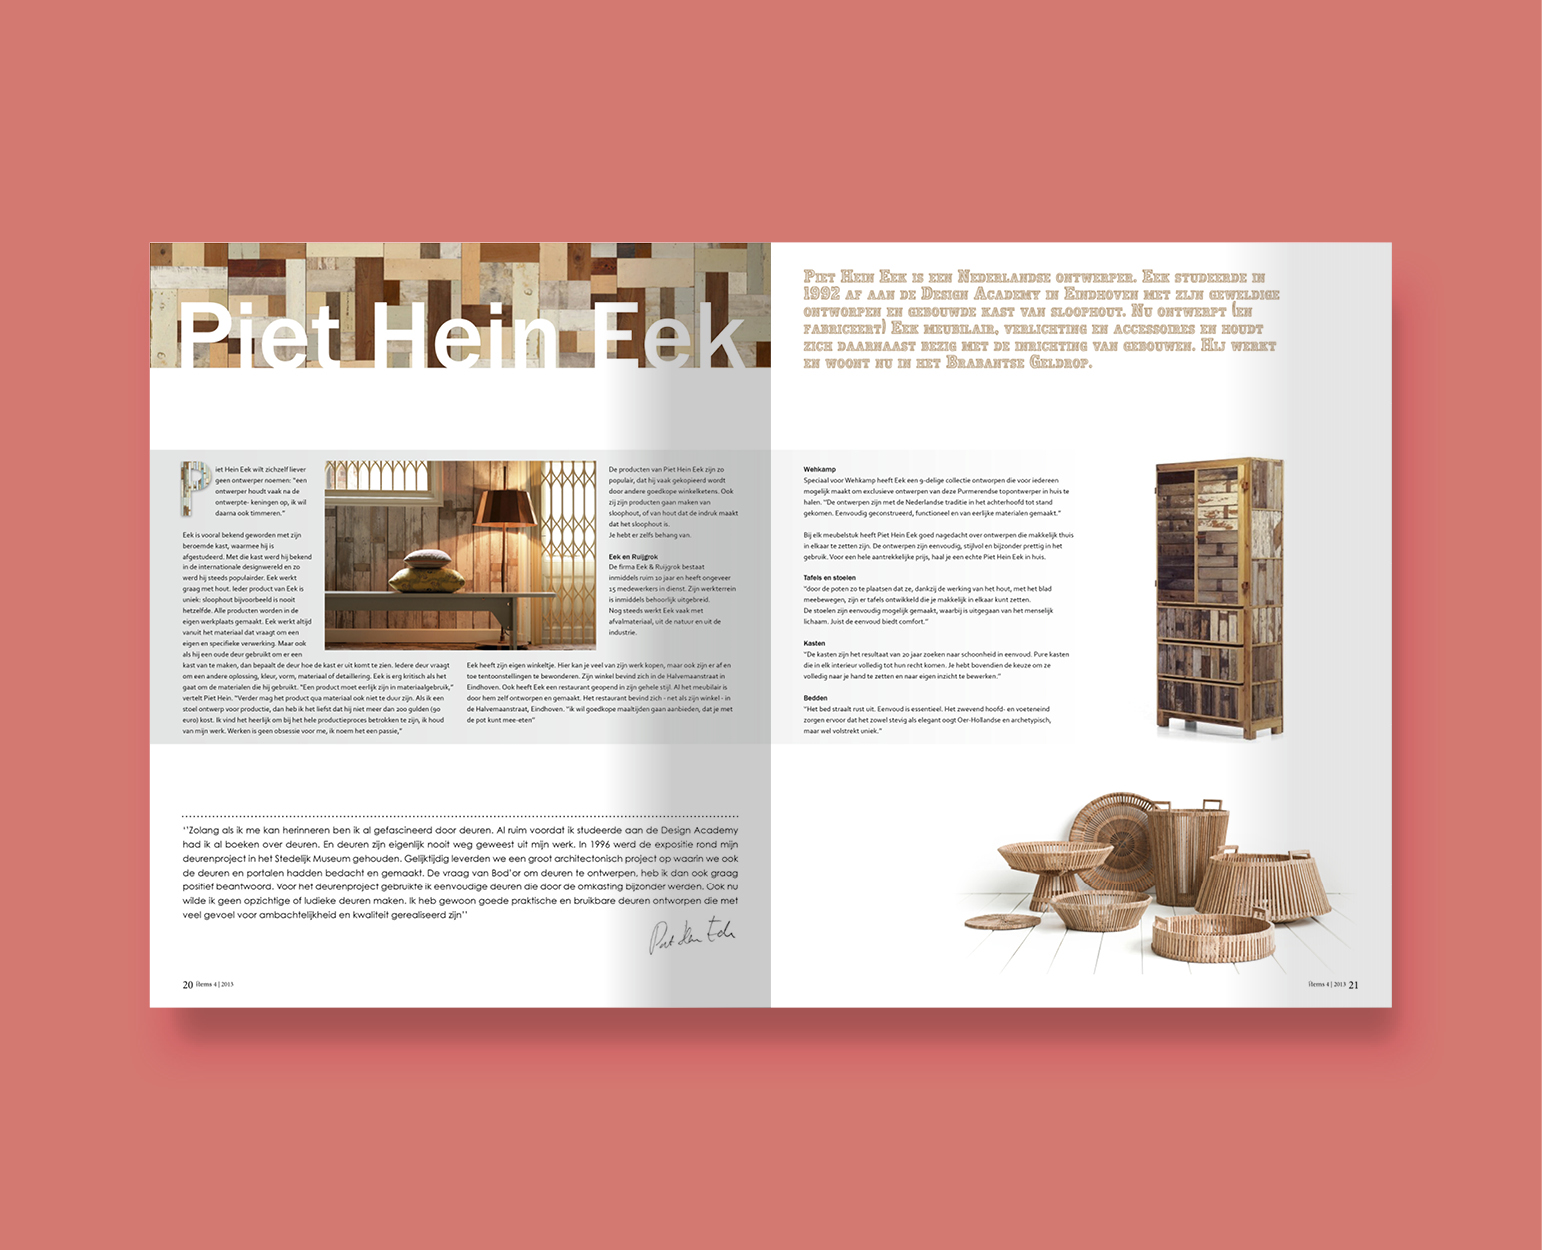 Piet Hein Eek
Piet Hein Eek wilt zichzelf liever
geen ontwerper noemen: "een
ontwerper houdt vaak na de
ontwerpte- keningen op, ik wil
daarna ook timmeren."
Eek is vooral bekend geworden met zijn
beroemde kast, waarmee hij is
afgestudeerd. Met die kast werd hij bekend
in de internationale designwereld en zo
werd hij steeds populairder. Eek werkt
graag met hout. Ieder product van Eek is
uniek: sloophout bijvoorbeeld is nooit
hetzelfde. Alle producten worden in de
eigen werkplaats gemaakt. Eek werkt altijd
vanuit het materiaal dat vraagt om een
eigen en specifieke verwerking. Maar ook
als hij een oude deur gebruikt om er een
kast van te maken, dan bepaalt de deur hoe de kast er uit komt te zien. Iedere deur vraagt
om een andere oplossing, kleur, vorm, materiaal of detaillering. Eek is erg kritisch als het
gaat om de materialen die hij gebruikt. "Een product moet eerlijk zijn in materiaalgebruik,"
vertelt Piet Hein. "Verder mag het product qua materiaal ook niet te duur zijn. Als ik een
stoel ontwerp voor productie, dan heb ik het liefst dat hij niet meer dan 200 gulden (90
euro) kost. Ik vind het heerlijk om bij het hele productieproces betrokken te zijn, ik houd
van mijn werk. Werken is geen obsessie voor me, ik noem het een passie,"
De producten van Piet Hein Eek zijn zo
populair, dat hij vaak gekopieerd wordt
door andere goedkope winkelketens. Ook
zij zijn producten gaan maken van
sloophout, of van hout dat de indruk maakt
dat het sloophout is.
Je hebt er zelfs behang van.
Eek en Ruijgrok
De firma Eek & Ruijgrok bestaat
inmiddels ruim 20 jaar en heeft ongeveer
25 medewerkers in dienst. Zijn werkterrein
is inmiddels behoorlijk uitgebreid.
Nog steeds werkt Eek vaak met
afvalmateriaal, uit de natuur en uit de
industrie.
Eek heeft zijn eigen winkeltje. Hier kan je veel van zijn werk kopen, maar ook zijn er af en
toe tentoonstellingen te bewonderen. Zijn winkel bevind zich in de Halvemaanstraat in
Eindhoven. Ook heeft Eek een restaurant geopend in zijn gehele stijl. Al het meubilair is
door hem zelf ontworpen en gemaakt. Het restaurant bevind zich - net als zijn winkel - in
de Halvemaanstraat, Eindhoven. "ik wil goedkope maaltijden gaan aanbieden, dat je met
de pot kunt mee-eten"
''Zolang als ik me kan herinneren ben ik al gefascineerd door deuren. Al ruim voordat ik studeerde aan de Design Academy
had ik al boeken over deuren. En deuren zijn eigenlijk nooit weg geweest uit mijn werk. In 1996 werd de expositie rond mijn
deurenproject in het Stedelijk Museum gehouden. Gelijktijdig leverden we een groot architectonisch project op waarin we ook
de deuren en portalen hadden bedacht en gemaakt. De vraag van Bod'or om deuren te ontwerpen, heb ik dan ook graag
positief beantwoord. Voor het deurenproject gebruikte ik eenvoudige deuren die door de omkasting bijzonder werden. Ook nu
wilde ik geen opzichtige of ludieke deuren maken. Ik heb gewoon goede praktische en bruikbare deuren ontworpen die met
veel gevoel voor ambachtelijkheid en kwaliteit gerealiseerd zijn''
20 items 4 | 2013
Piet Hein Eek is een Nederlandse ontwerper. Eek studeerde in
1992 af aan de Design Academy in Eindhoven met zijn geweldige
ontworpen en gebouwde kast van sloophout. Nu ontwerpt (en
fabriceert) Eek meubilair, verlichting en accessoires en houdt
zich daarnaast bezig met de inrichting van gebouwen. Hij werkt
en woont nu in het Brabantse Geldrop.
Wehkamp
Speciaal voor Wehkamp heeft Eek een 9-delige collectie ontworpen die voor iedereen
mogelijk maakt om exclusieve ontwerpen van deze Purmerendse topontwerper in huis te
halen. "De ontwerpen zijn met de Nederlandse traditie in het achterhoofd tot stand
gekomen. Eenvoudig geconstrueerd, functioneel en van eerlijke materialen gemaakt."
Bij elk meubelstuk heeft Piet Hein Eek goed nagedacht over ontwerpen die makkelijk thuis
in elkaar te zetten zijn. De ontwerpen zijn eenvoudig, stijlvol en bijzonder prettig in het
gebruik. Voor een hele aantrekkelijke prijs, haal je een echte Piet Hein Eek in huis.
Tafels en stoelen
"door de poten zo te plaatsen dat ze, dankzij de werking van het hout, met het blad
meebewegen, zijn er tafels ontwikkeld die je makkelijk in elkaar kunt zetten.
De stoelen zijn eenvoudig mogelijk gemaakt, waarbij is uitgegaan van het menselijk
lichaam. Juist de eenvoud biedt comfort."
Kasten
"De kasten zijn het resultaat van 20 jaar zoeken naar schoonheid in eenvoud. Pure kasten
die in elk interieur volledig tot hun recht komen. Je hebt bovendien de keuze om ze
volledig naar je hand te zetten en naar eigen inzicht te bewerken."
Bedden
"Het bed straalt rust uit. Eenvoud is essentieel. Het zwevend hoofd- en voeteneind
zorgen ervoor dat het zowel stevig als elegant oogt Oer-Hollandse en archetypisch,
maar wel volstrekt uniek."
items 4 | 2013 21